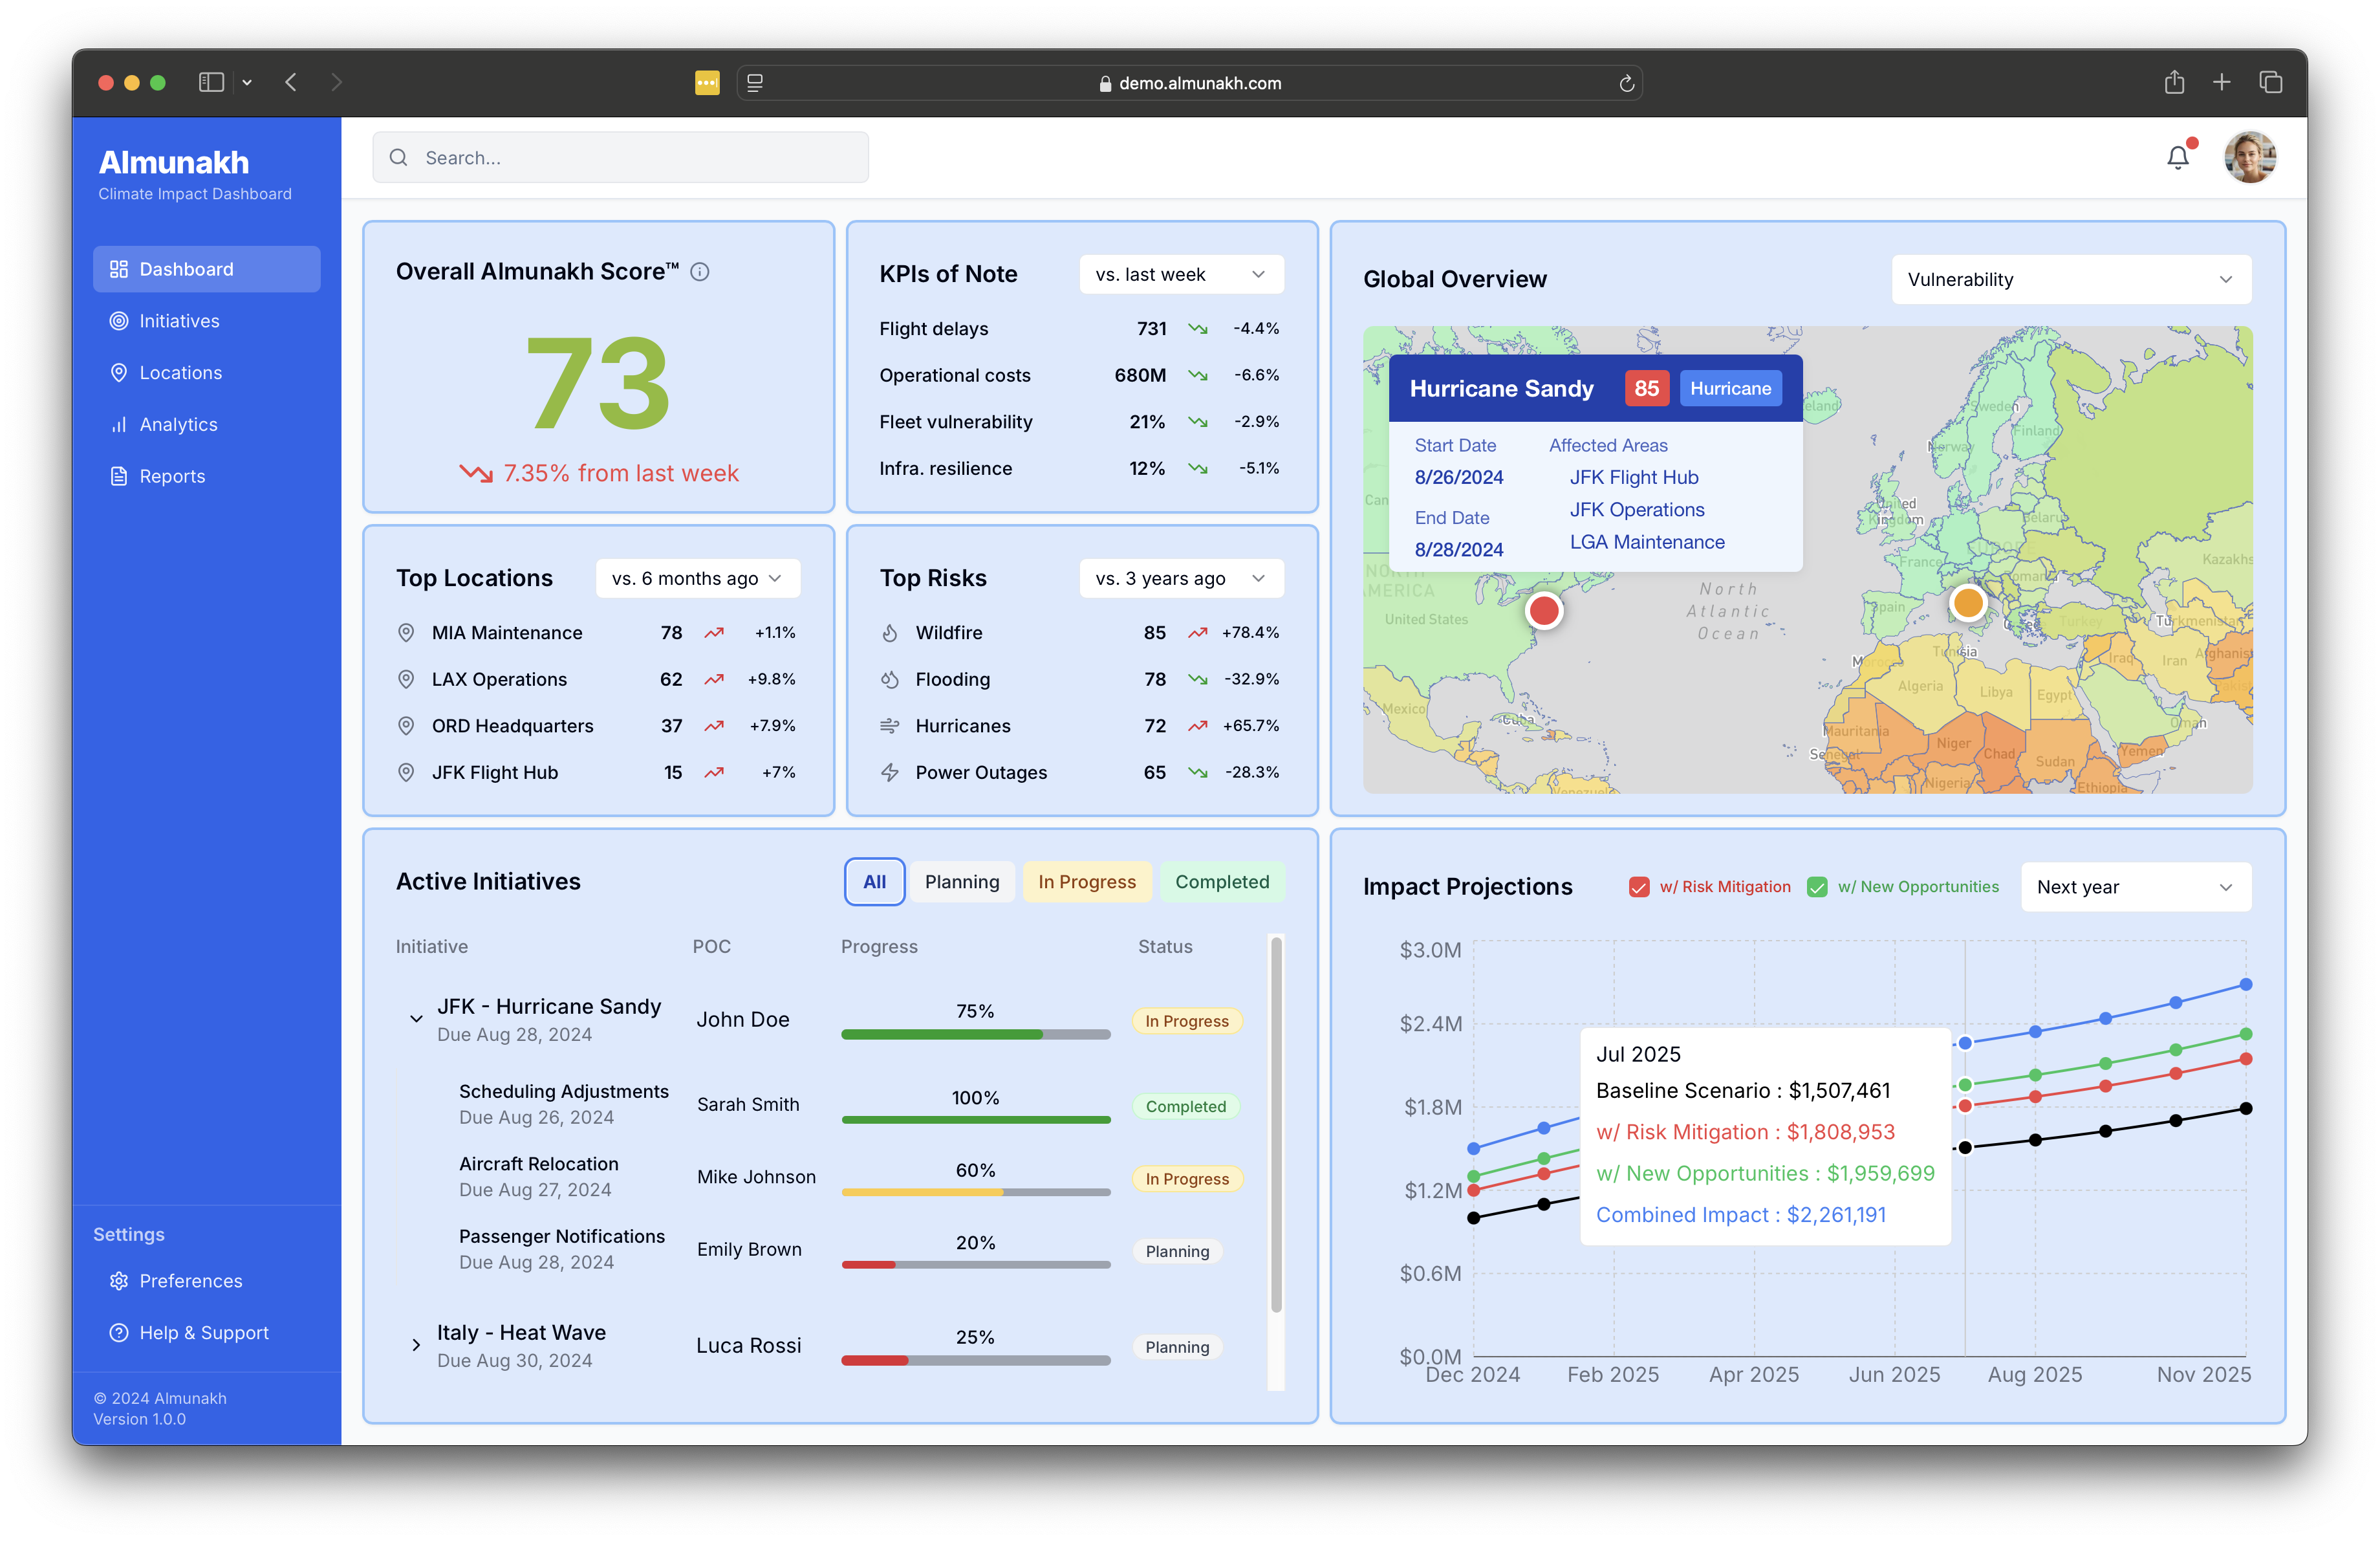 demo.almunakh.com
Almunakh
Climate Impact Dashboard
Dashboard
Initiatives
Locations
Analytics
Reports
Settings
Preferences
Help & Support
© 2024 Almunakh
Version 1.0.0
Search...
Overall Almunakh Score™
73
7.35% from last week
KPIs of Note
vs. last week
Flight delays 731 -4.4%
Operational costs 680M -6.6%
Fleet vulnerability 21% -2.9%
Infra. resilience 12% -5.1%
Top Locations
vs. 6 months ago
MIA Maintenance 78 +1.1%
LAX Operations 62 +9.8%
ORD Headquarters 37 +7.9%
JFK Flight Hub 15 +7%
Top Risks
vs. 3 years ago
Wildfire 85 +78.4%
Flooding 78 -32.9%
Hurricanes 72 +65.7%
Power Outages 65 -28.3%
Global Overview
Vulnerability
Hurricane Sandy 85 Hurricane
Start Date
8/26/2024
End Date
8/28/2024
Affected Areas
JFK Flight Hub
JFK Operations
LGA Maintenance
Sweden
Finland
Norway
United
Kingdom
EUROPE
France
Spain
NORTH
AMERICA
United States
North
Atlantic
Ocean
Turkey
Tunisia
Iraq
Iran
Algeria
Libya
Egypt
Mexico
Cuba
Oman
Mauritania
Niger
Chad
Yemen
Senegal
Sudan
Nigeria
Ethiopia
Venezuela
Active Initiatives
All
Planning
In Progress
Completed
Initiative POC Progress Status
JFK - Hurricane Sandy
Due Aug 28, 2024
John Doe
75%
In Progress
Scheduling Adjustments
Due Aug 26, 2024
Sarah Smith
100%
Completed
Aircraft Relocation
Due Aug 27, 2024
Mike Johnson
60%
In Progress
Passenger Notifications
Due Aug 28, 2024
Emily Brown
20%
Planning
Italy - Heat Wave
Due Aug 30, 2024
Luca Rossi
25%
Planning
Impact Projections
w/ Risk Mitigation
w/ New Opportunities
Next year
$3.0M
$2.4M
$1.8M
$1.2M
$0.6M
$0.0M
Jul 2025
Baseline Scenario : $1,507,461
w/ Risk Mitigation : $1,808,953
w/ New Opportunities : $1,959,699
Combined Impact : $2,261,191
Dec 2024 Feb 2025 Apr 2025 Jun 2025 Aug 2025 Nov 2025